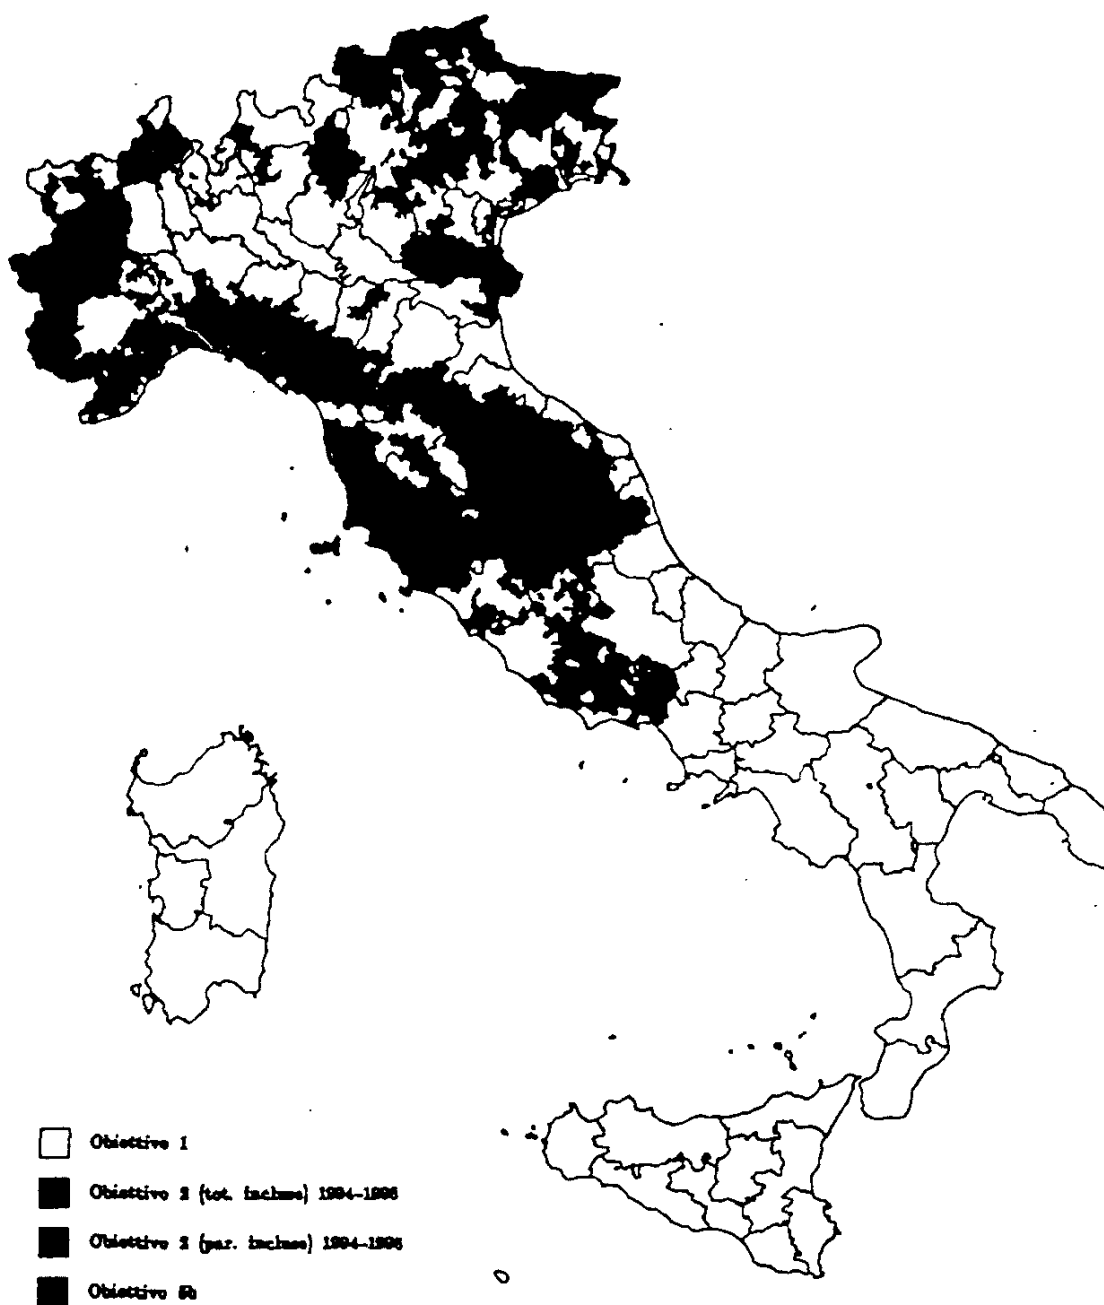 Obiettivo 1
Obiettivo 2 (tot. incluse) 1994-1996
Obiettivo 2 (par. incluse) 1994-1996
Obiettivo 5b